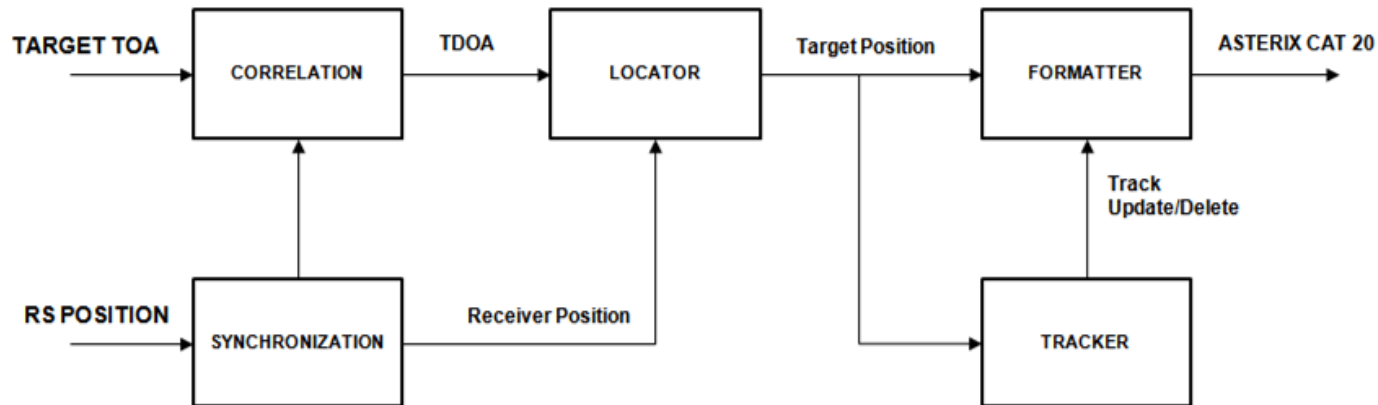 TARGET TOA
CORRELATION
TDOA
LOCATOR
Target Position
FORMATTER
ASTERIX CAT 20
Track
Update/Delete
RS POSITION
SYNCHRONIZATION
Receiver Position
TRACKER